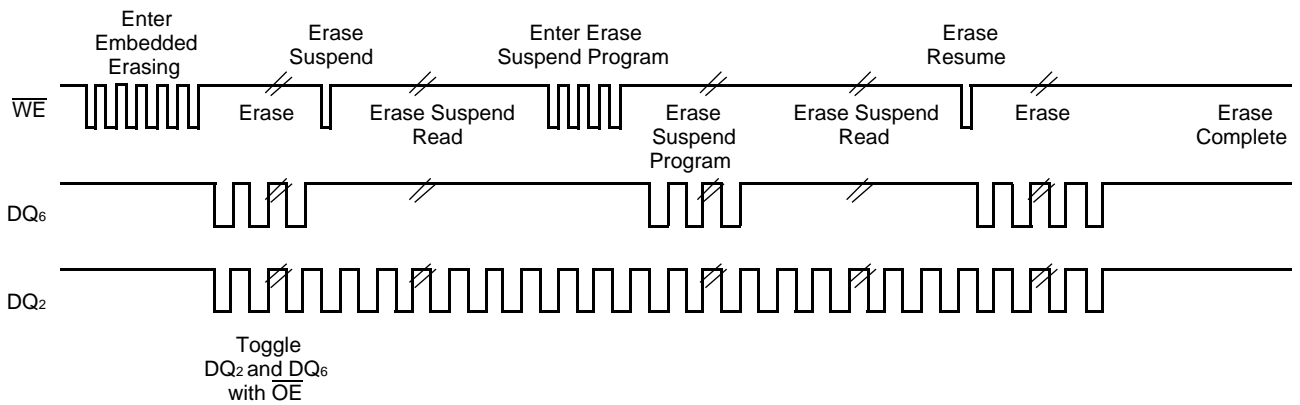 Enter
Embedded
Erasing
Erase
Suspend
Enter Erase
Suspend Program
Erase
Resume
WE
Erase
Erase Suspend
Read
Erase
Suspend
Program
Erase Suspend
Read
Erase
Erase
Complete
DQ6
DQ2
Toggle
DQ2 and DQ6
with OE